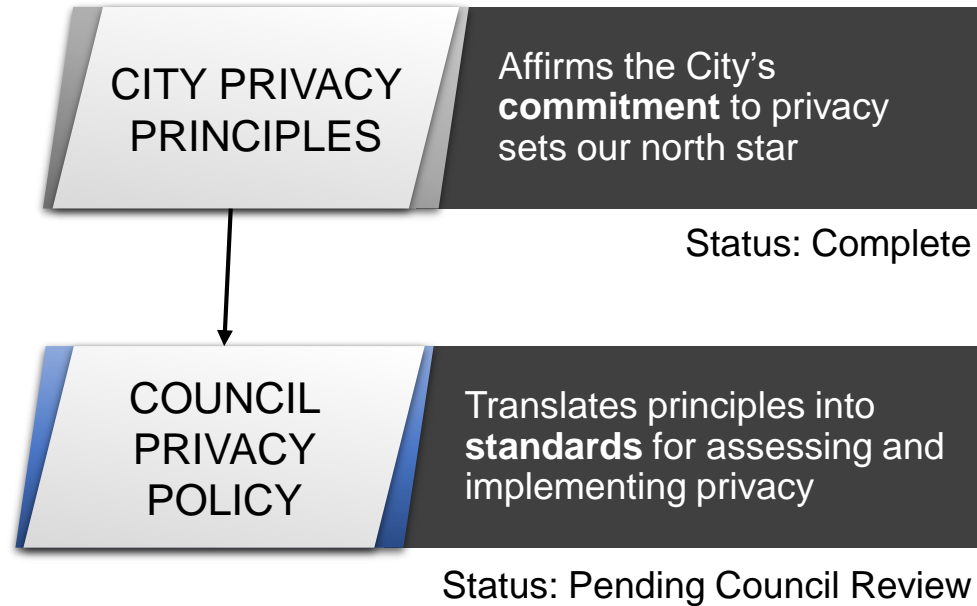 CITY PRIVACY
PRINCIPLES
Affirms the City’s
commitment to privacy
sets our north star
Status: Complete
COUNCIL
PRIVACY
POLICY
Translates principles into
standards for assessing and
implementing privacy
Status: Pending Council Review